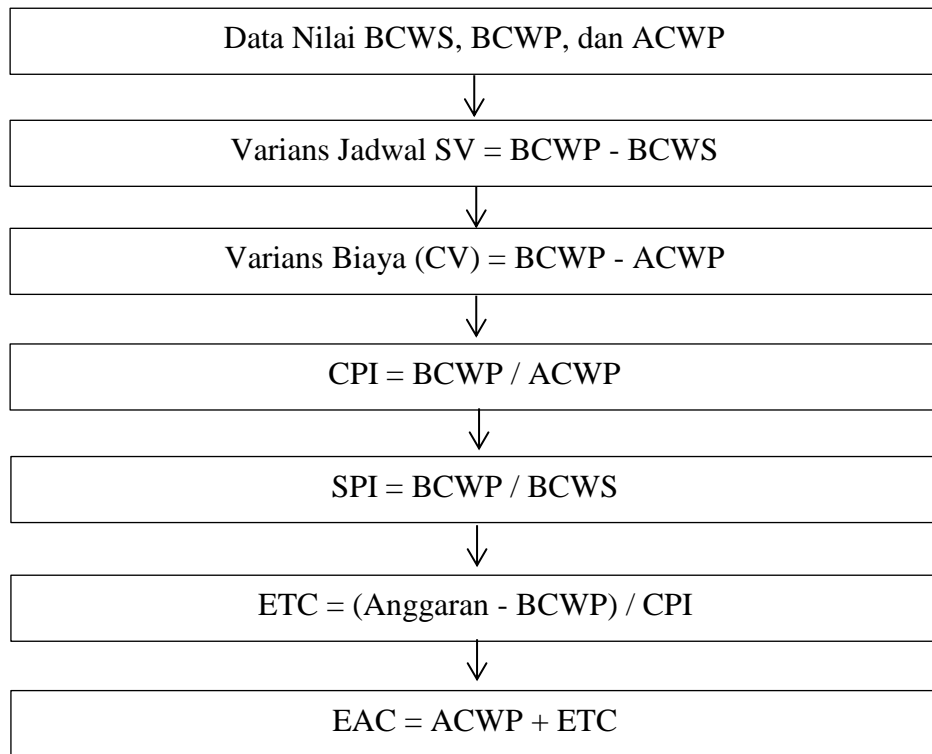 Data Nilai BCWS, BCWP, dan ACWP
Varians Jadwal SV = BCWP - BCWS
Varians Biaya (CV) = BCWP - ACWP
CPI = BCWP / ACWP
SPI = BCWP / BCWS
ETC = (Anggaran - BCWP) / CPI
EAC = ACWP + ETC